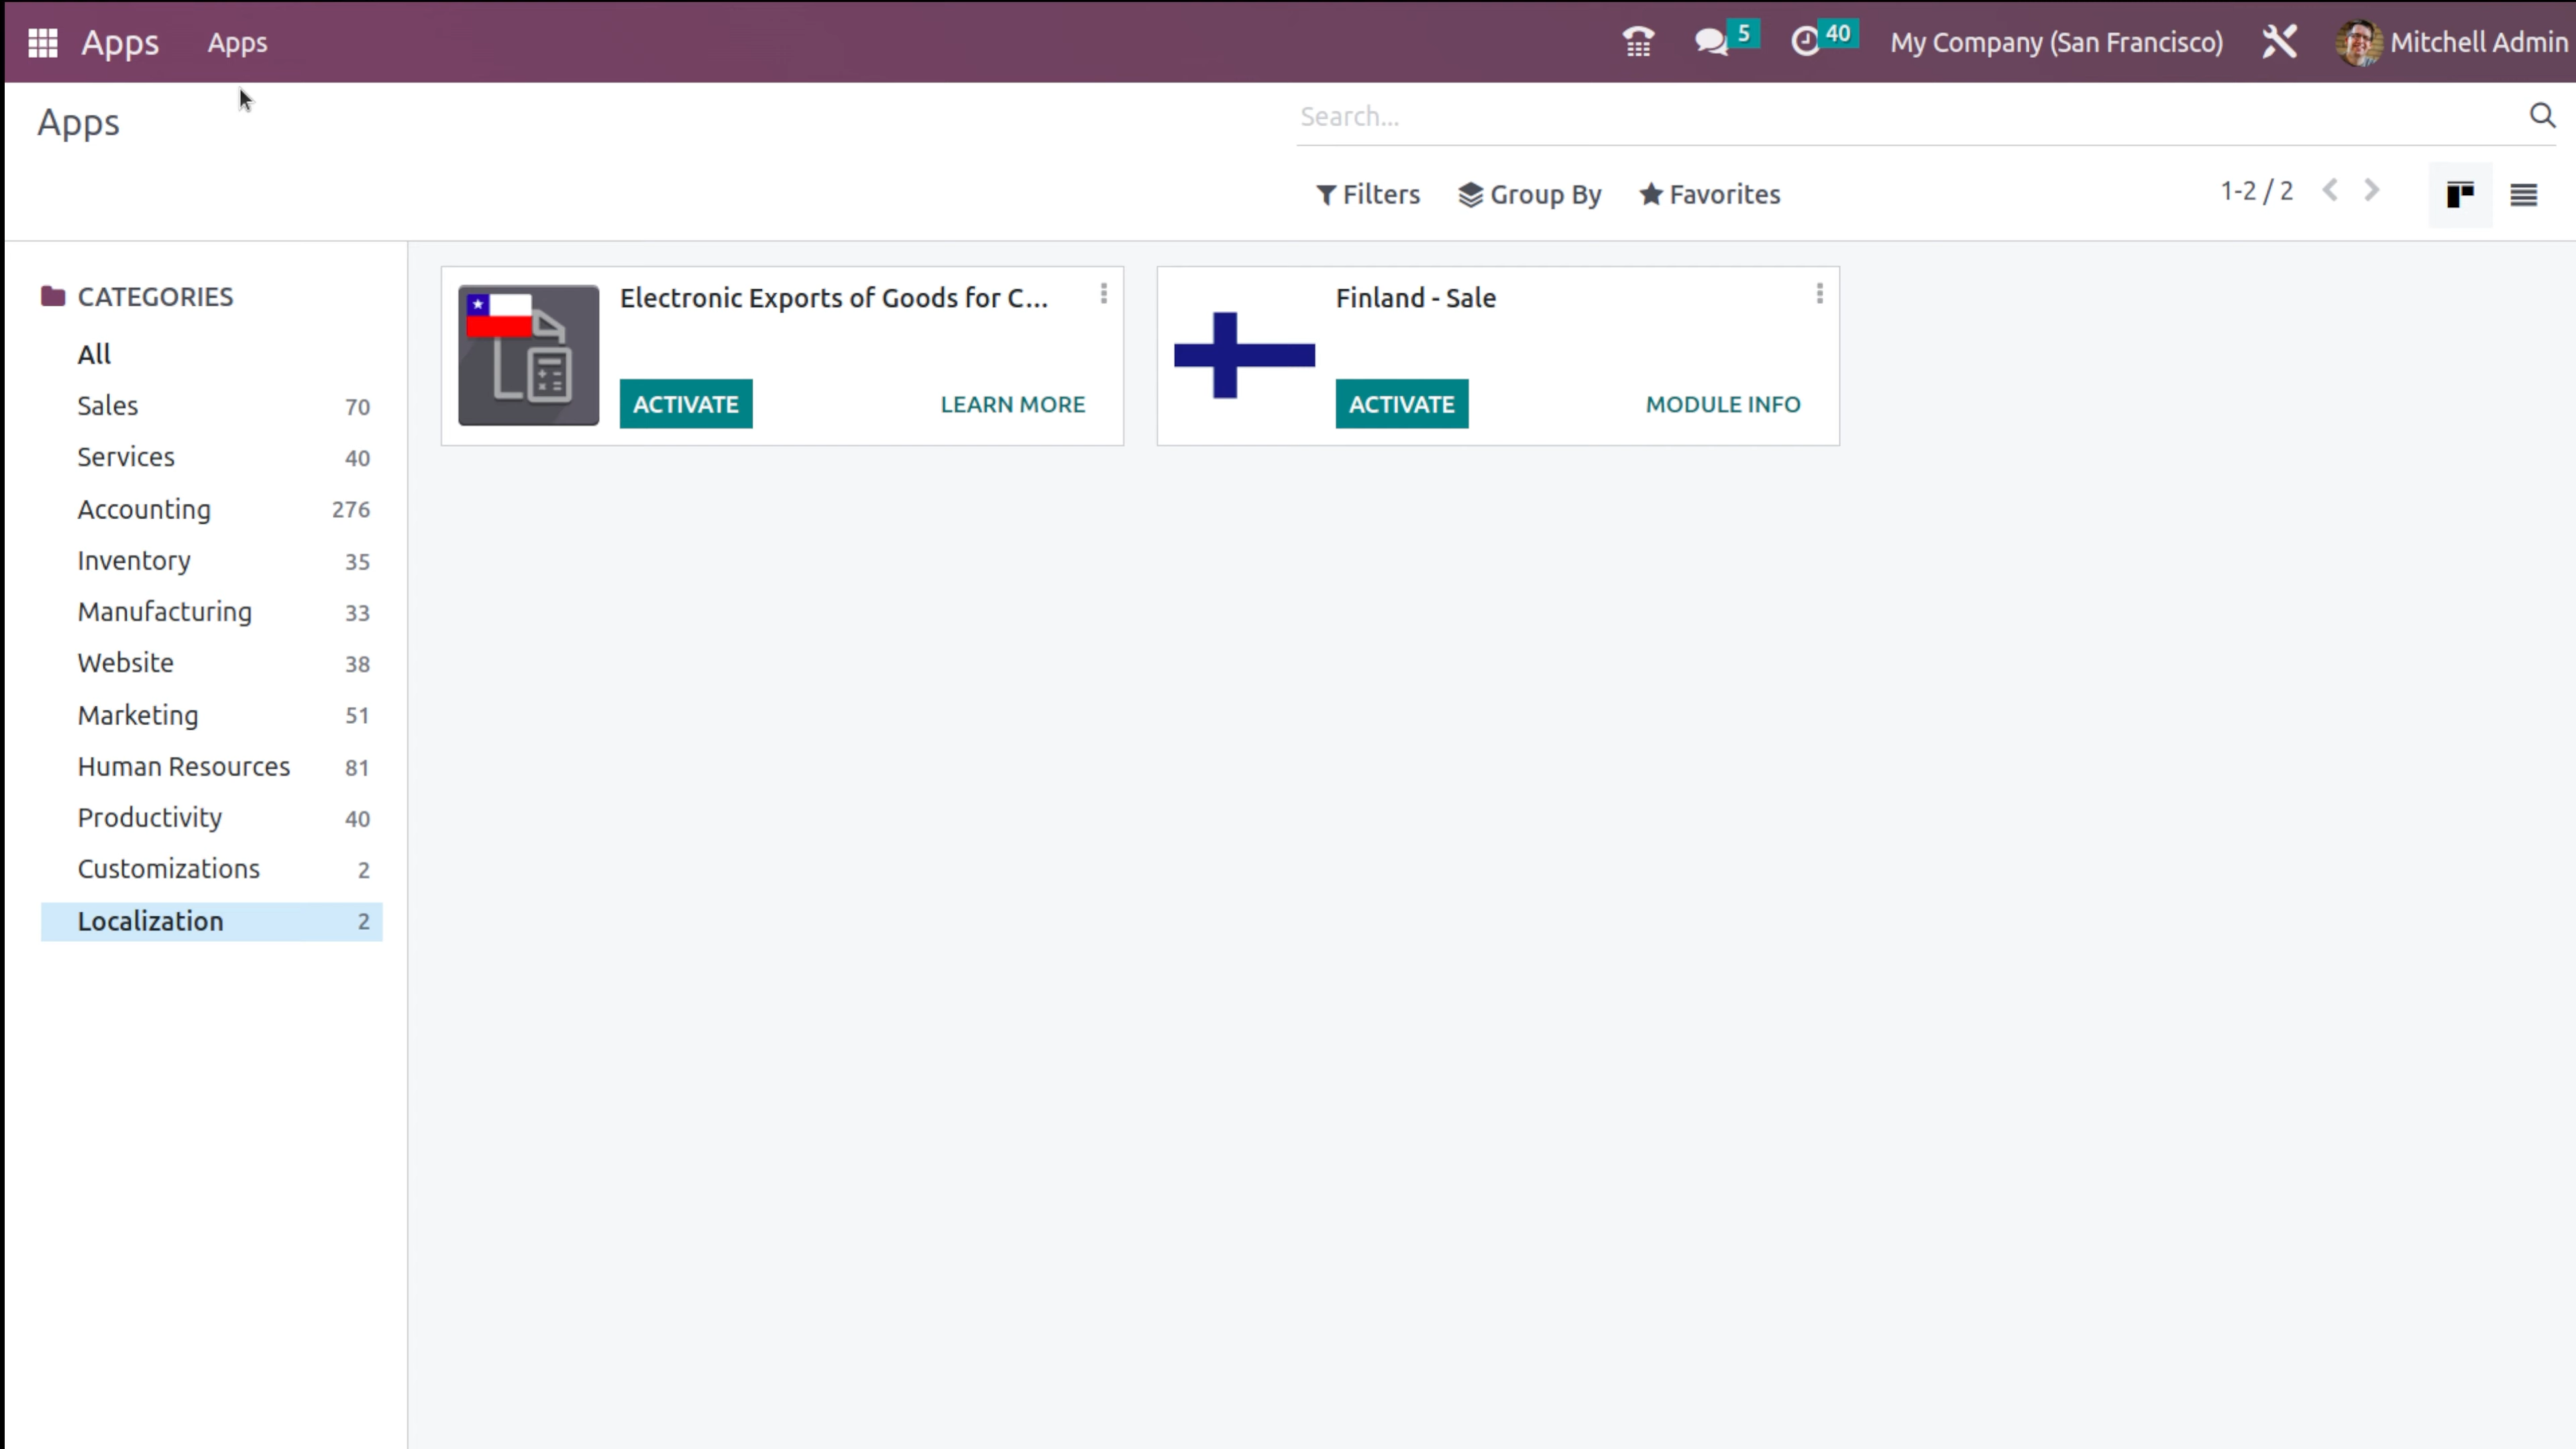 Apps Apps 5 40 My Company (San Francisco) Mitchell Admin
Apps
Search...
Filters Group By Favorites 1-2 / 2
CATEGORIES
All
Sales 70
Services 40
Accounting 276
Inventory 35
Manufacturing 33
Website 38
Marketing 51
Human Resources 81
Productivity 40
Customizations 2
Localization 2
Electronic Exports of Goods for C...
ACTIVATE LEARN MORE
Finland - Sale
ACTIVATE MODULE INFO